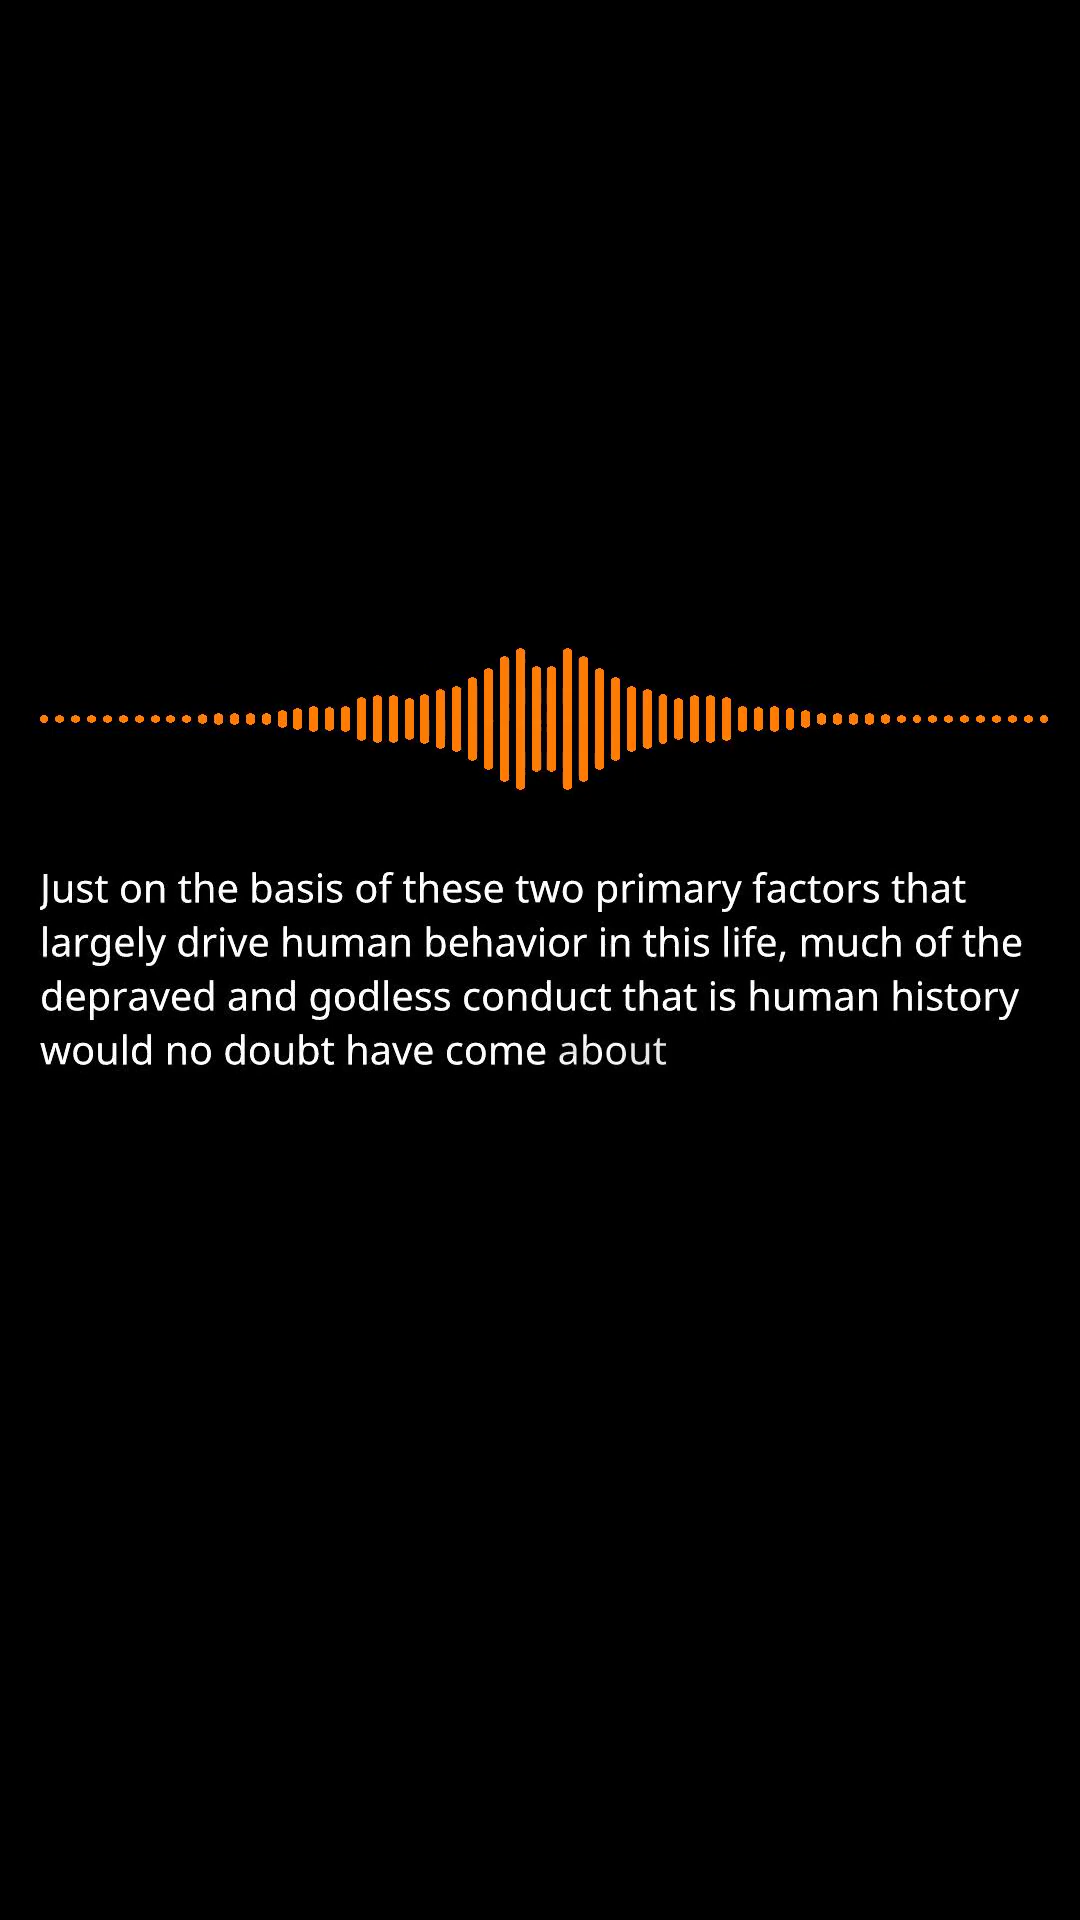 Just on the basis of these two primary factors that
largely drive human behavior in this life, much of the
depraved and godless conduct that is human history
would no doubt have come about